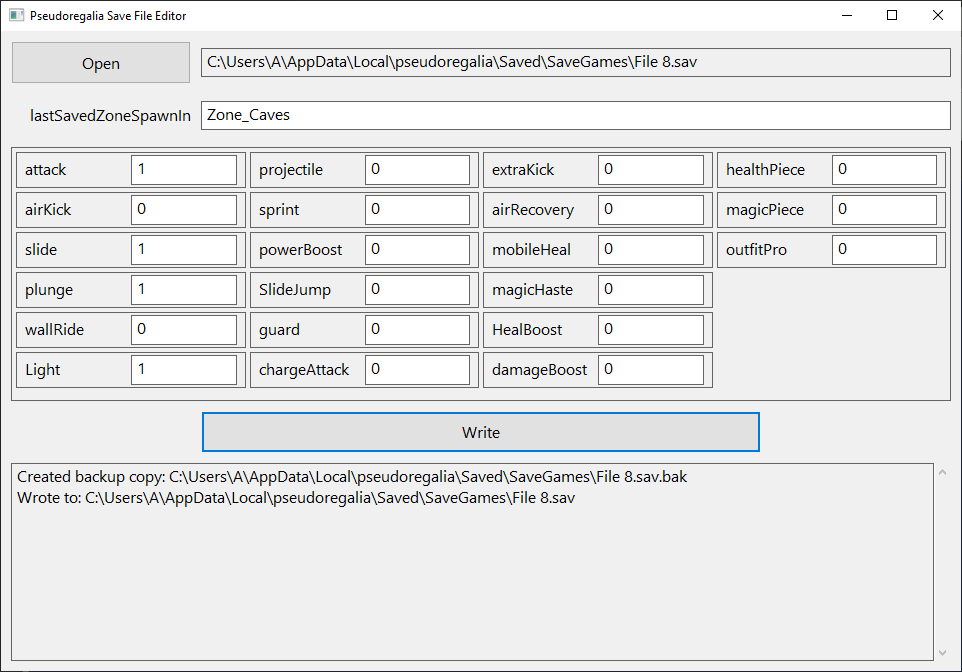 Pseudoregalia Save File Editor
Open C:\Users\A\AppData\Local\pseudoregalia\Saved\SaveGames\File 8.sav
lastSavedZoneSpawnIn Zone_Caves
attack 1 projectile 0 extraKick 0 healthPiece 0
airKick 0 sprint 0 airRecovery 0 magicPiece 0
slide 1 powerBoost 0 mobileHeal 0 outfitPro 0
plunge 1 SlideJump 0 magicHaste 0
wallRide 0 guard 0 HealBoost 0
Light 1 chargeAttack 0 damageBoost 0
Write
Created backup copy: C:\Users\A\AppData\Local\pseudoregalia\Saved\SaveGames\File 8.sav.bak
Wrote to: C:\Users\A\AppData\Local\pseudoregalia\Saved\SaveGames\File 8.sav